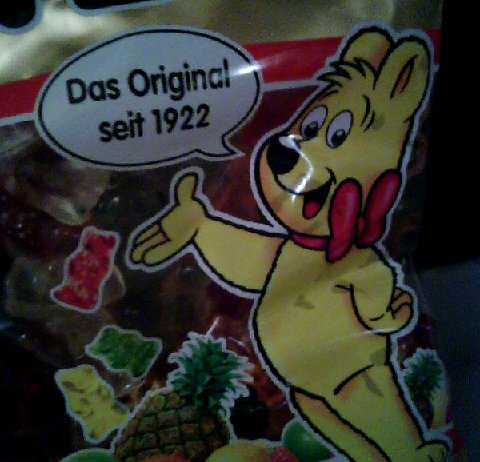 Das Original
seit 1922